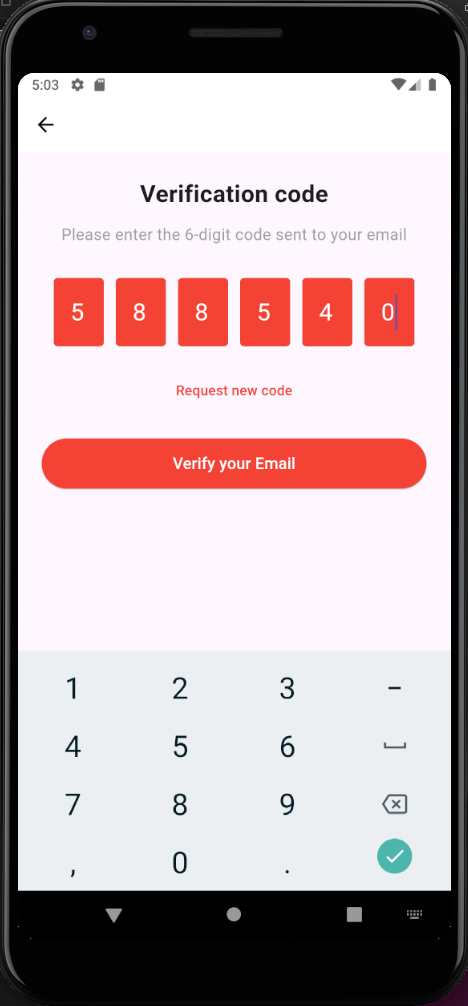 5:03
Verification code
Please enter the 6-digit code sent to your email
5 8 8 5 4 0
Request new code
Verify your Email
1 2 3 -
4 5 6
7 8 9
, 0 .